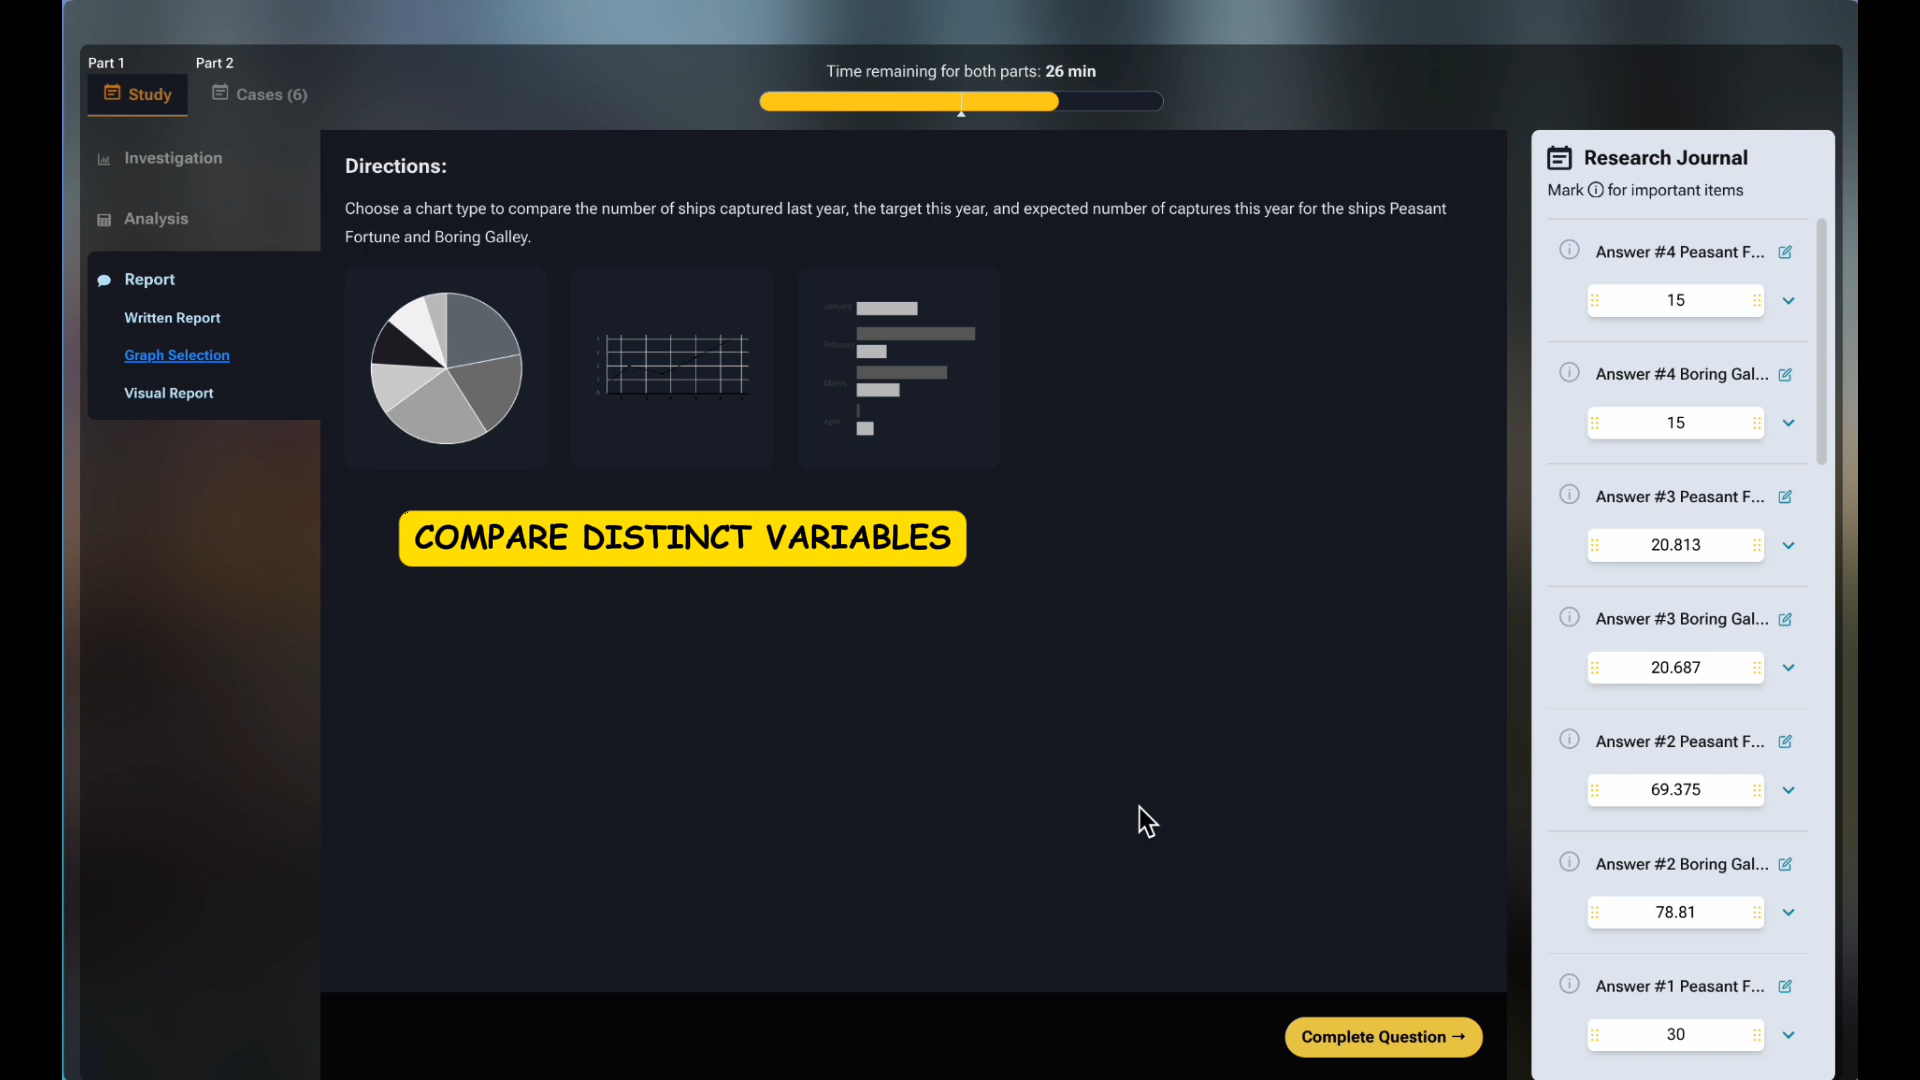 Part 1
Part 2
Study
Cases (6)
Time remaining for both parts: 26 min
Investigation
Analysis
Report
Written Report
Graph Selection
Visual Report
Directions:
Choose a chart type to compare the number of ships captured last year, the target this year, and expected number of captures this year for the ships Peasant
Fortune and Boring Galley.
January
February
March
April
COMPARE DISTINCT VARIABLES
Complete Question →
Research Journal
Mark ⓘ for important items
Answer #4 Peasant F...
15
Answer #4 Boring Gal...
15
Answer #3 Peasant F...
20.813
Answer #3 Boring Gal...
20.687
Answer #2 Peasant F...
69.375
Answer #2 Boring Gal...
78.81
Answer #1 Peasant F...
30